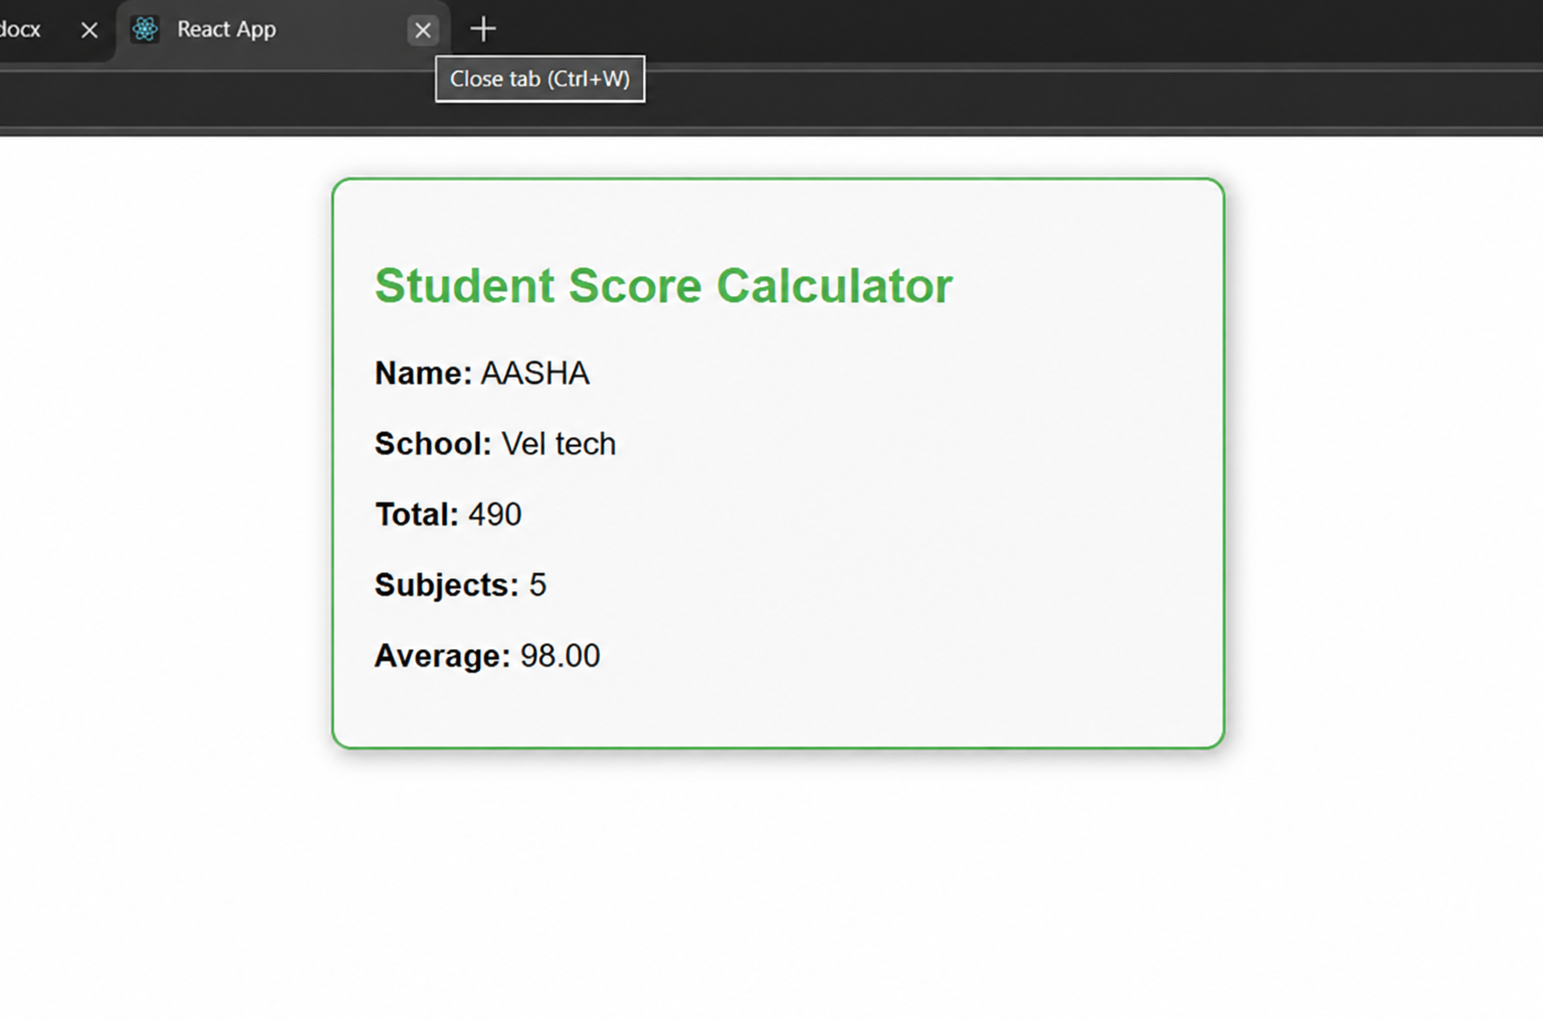 docx
React App
Close tab (Ctrl+W)
Student Score Calculator
Name: AASHA
School: Vel tech
Total: 490
Subjects: 5
Average: 98.00